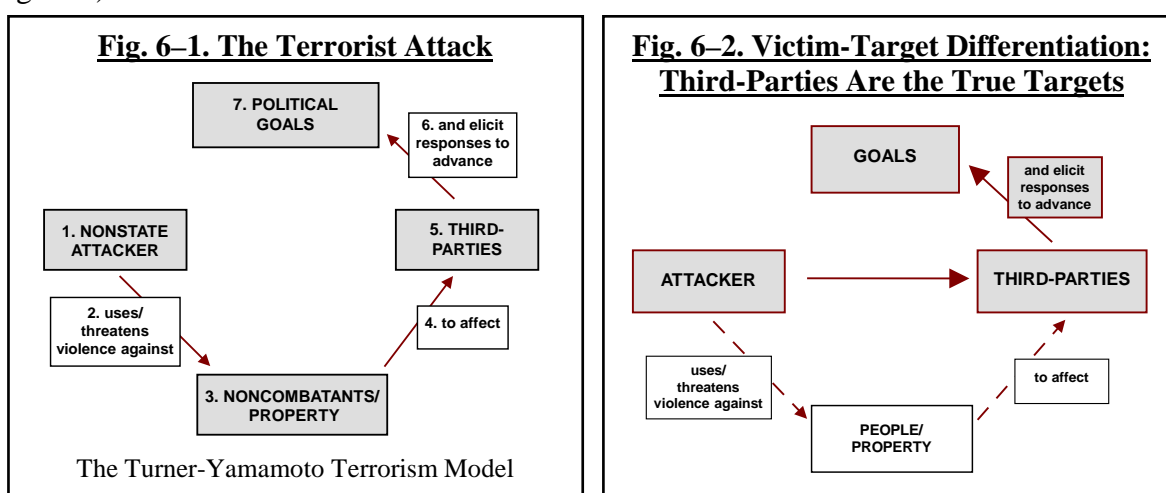 Fig. 6–1. The Terrorist Attack
7. POLITICAL
GOALS
6. and elicit
responses to
advance
1. NONSTATE
ATTACKER
5. THIRD-
PARTIES
2. uses/
threatens
violence against
4. to affect
3. NONCOMBATANTS/
PROPERTY
The Turner-Yamamoto Terrorism Model
Fig. 6–2. Victim-Target Differentiation:
Third-Parties Are the True Targets
GOALS
and elicit
responses
to advance
ATTACKER
THIRD-PARTIES
uses/
threatens
violence against
to affect
PEOPLE/
PROPERTY